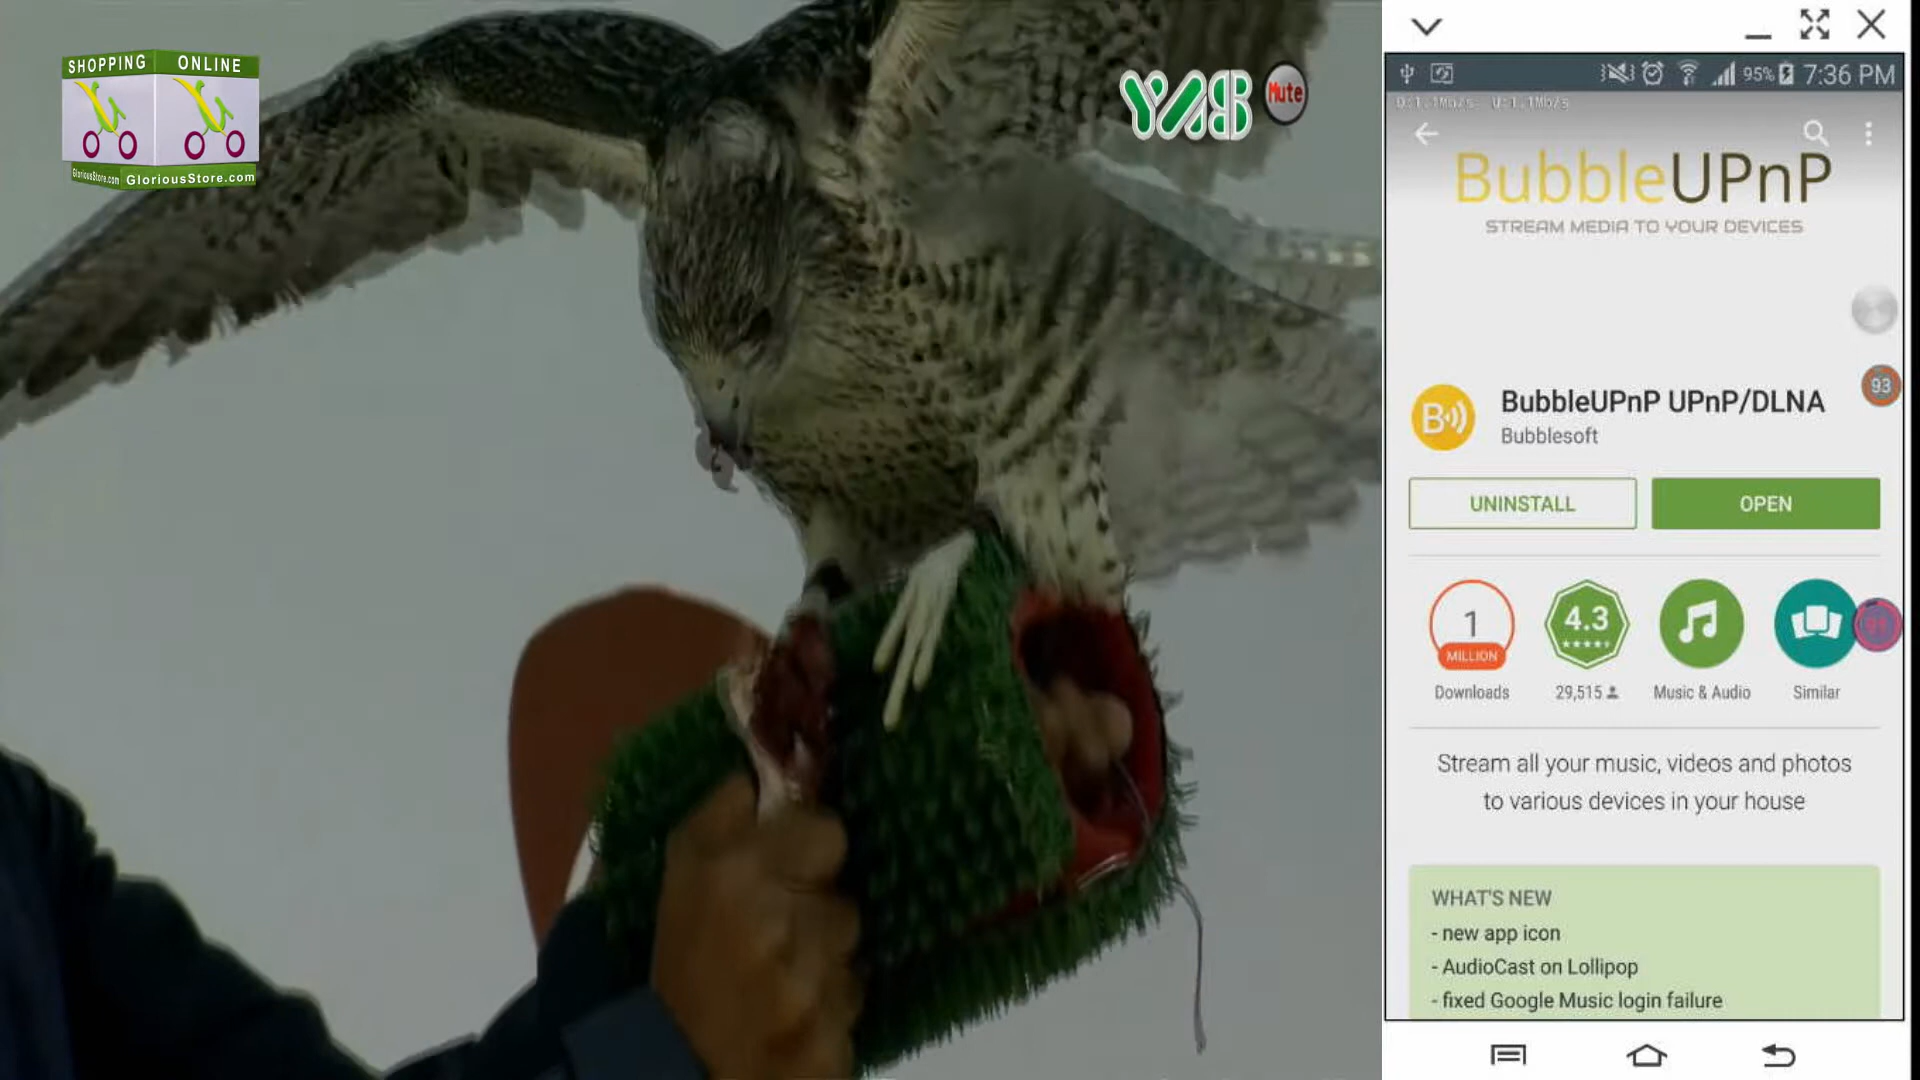 SHOPPING ONLINE
GloriousStore.com GloriousStore.com
YAS Mute
95% 7:36 PM
BubbleUPnP
STREAM MEDIA TO YOUR DEVICES
BubbleUPnP UPnP/DLNA
93
Bubblesoft
UNINSTALL OPEN
1 MILLION
4.3
Downloads 29,515 Music & Audio Similar
Stream all your music, videos and photos
to various devices in your house
WHAT'S NEW
- new app icon
- AudioCast on Lollipop
- fixed Google Music login failure